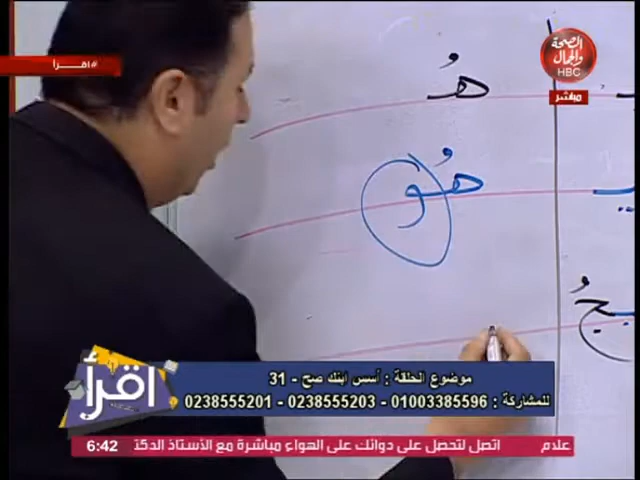 الصحة
والجمال
HBC
مباشر
#اقرأ
هُ
هُو
موضوع الحلقة : أسس ابنك صح - 31
للمشاركة : 01003385596 - 0238555203 - 0238555201
اقرأ
علام اتصل لتحصل على دوائك على الهواء مباشرة مع الأستاذ الدكت
6:42